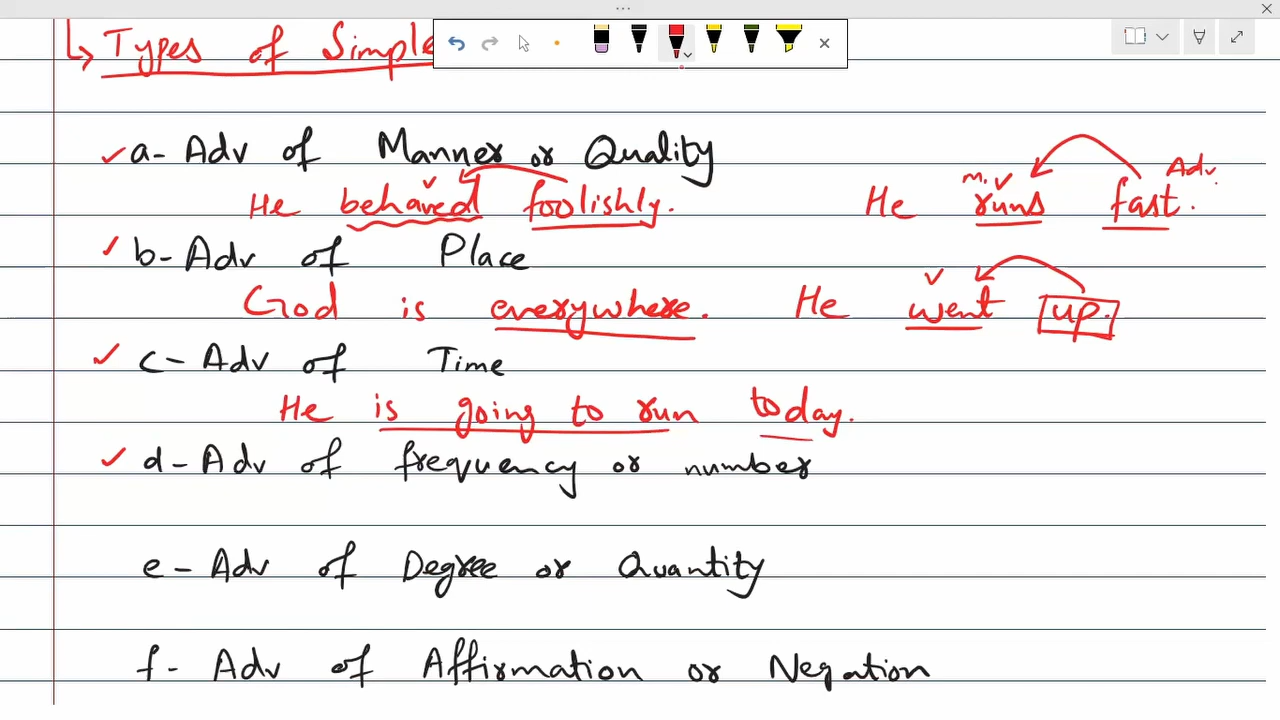 ↳ Types of Simple
✓ a- Adv of Manner or Quality
He behaved foolishly. He runs fast.
v m. v Adv.
✓ b- Adv of Place
God is everywhere. He went up.
v
✓ c- Adv of Time
He is going to run today.
✓ d- Adv of frequency or number
e- Adv of Degree or Quantity
f- Adv of Affirmation or Negation